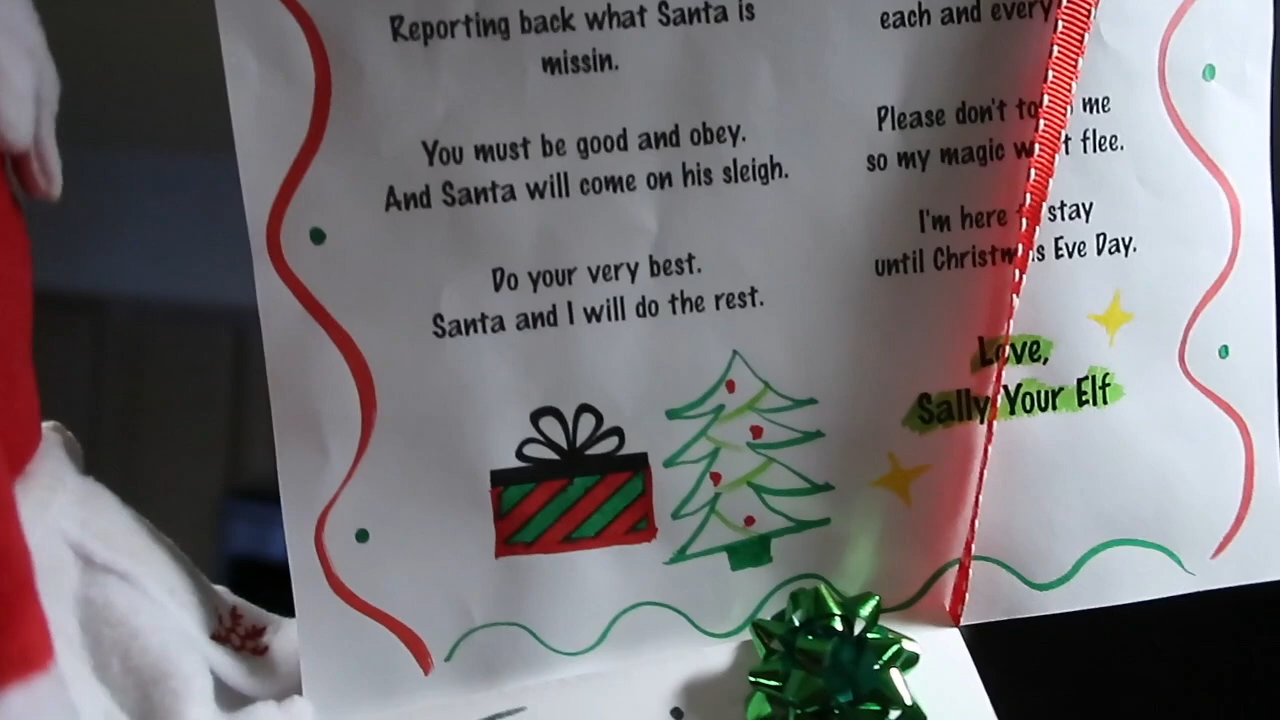 Reporting back what Santa is
missin.
You must be good and obey.
And Santa will come on his sleigh.
Do your very best.
Santa and I will do the rest.
each and every
Please don't me
so my magic flee.
I'm here stay
until Christmas Eve Day.
Love,
Sally Your Elf